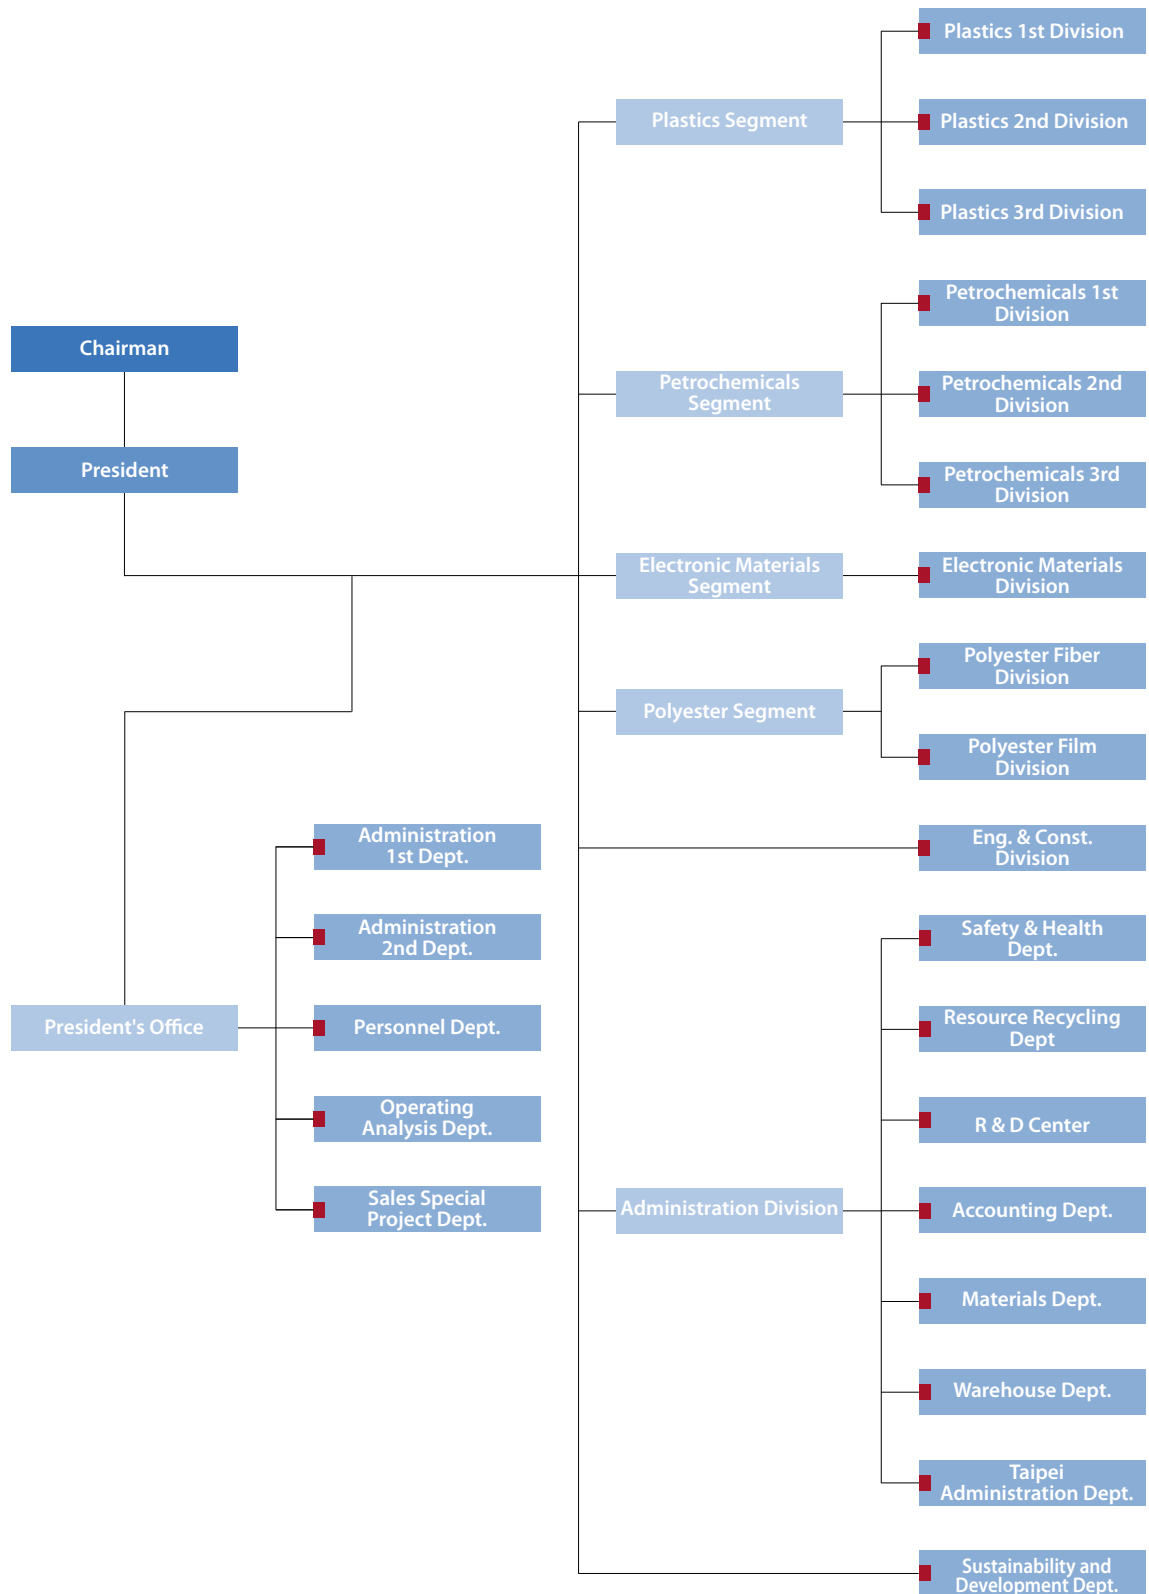 Chairman
President
President's Office
Administration
1st Dept.
Administration
2nd Dept.
Personnel Dept.
Operating
Analysis Dept.
Sales Special
Project Dept.
Plastics Segment
Plastics 1st Division
Plastics 2nd Division
Plastics 3rd Division
Petrochemicals
Segment
Petrochemicals 1st
Division
Petrochemicals 2nd
Division
Petrochemicals 3rd
Division
Electronic Materials
Segment
Electronic Materials
Division
Polyester Segment
Polyester Fiber
Division
Polyester Film
Division
Eng. & Const.
Division
Administration Division
Safety & Health
Dept.
Resource Recycling
Dept
R & D Center
Accounting Dept.
Materials Dept.
Warehouse Dept.
Taipei
Administration Dept.
Sustainability and
Development Dept.